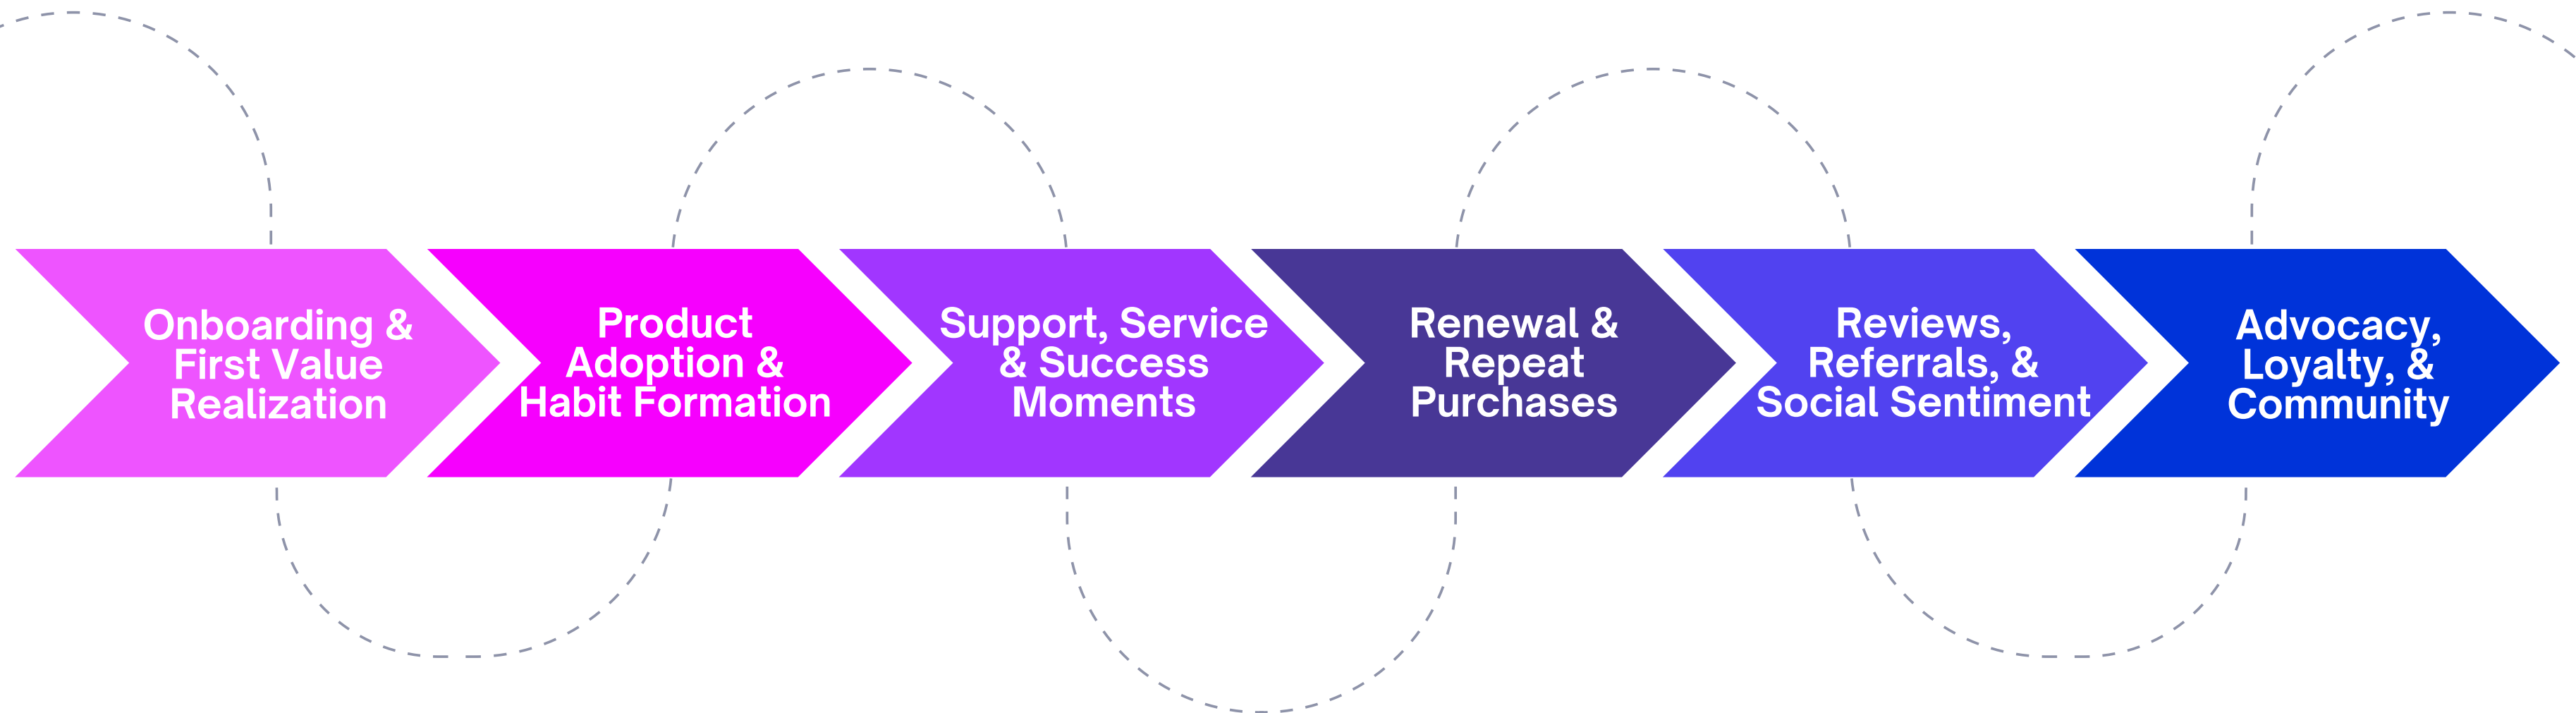 Onboarding &
First Value
Realization
Product
Adoption &
Habit Formation
Support, Service
& Success
Moments
Renewal &
Repeat
Purchases
Reviews,
Referrals, &
Social Sentiment
Advocacy,
Loyalty, &
Community